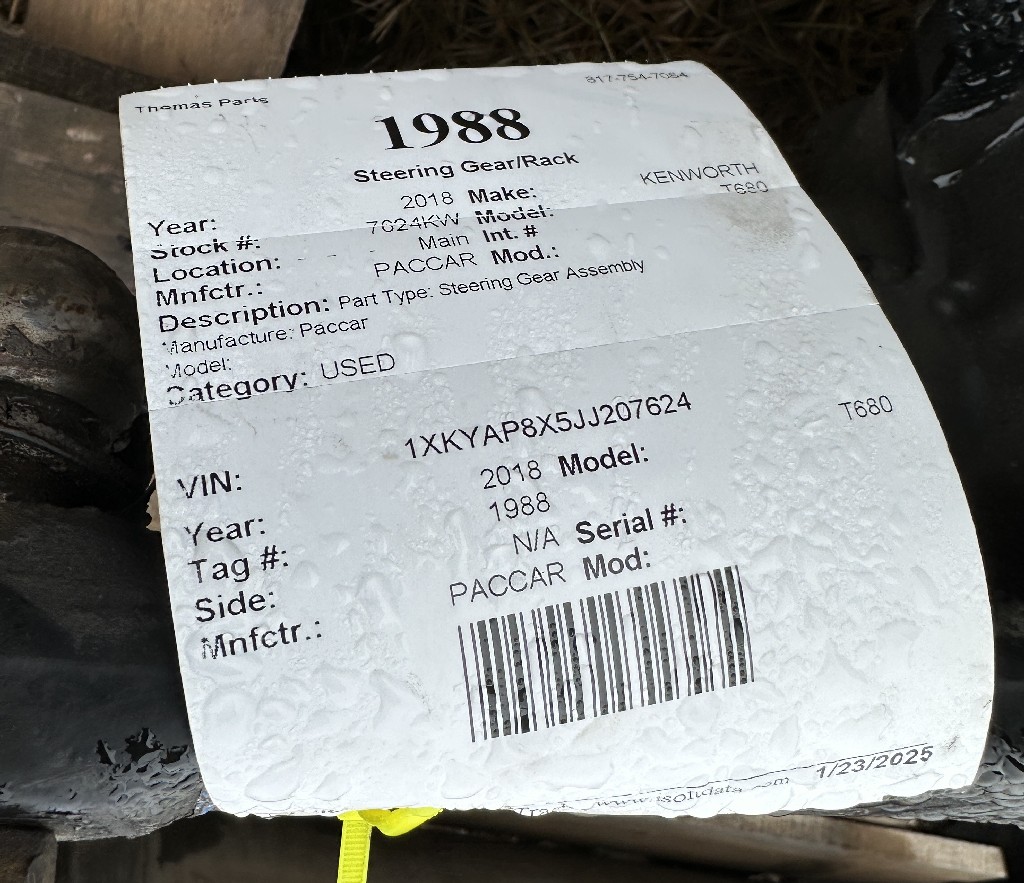 Thomas Parts 817-754-7084
1988
Steering Gear/Rack
Year: 2018 Make: KENWORTH
Stock #: 7624KW Model: T680
Location: Main Int. #
Mnfctr.: PACCAR Mod.:
Description: Part Type: Steering Gear Assembly
Manufacture: Paccar
Model:
Category: USED
VIN: 1XKYAP8X5JJ207624
Year: 2018 Model: T680
Tag #: 1988
Side: N/A Serial #:
Mnfctr.: PACCAR Mod:
1/23/2025